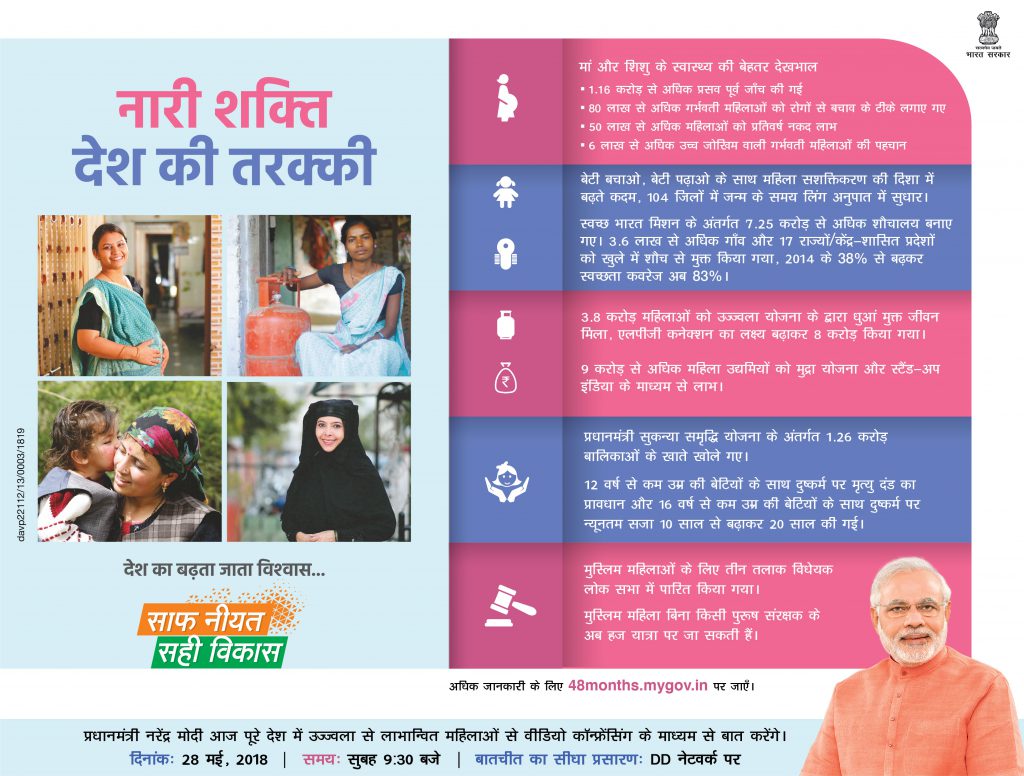 सत्यमेव जयते
भारत सरकार
नारी शक्ति
देश की तरक्की
मां और शिशु के स्वास्थ्य की बेहतर देखभाल
▪ 1.16 करोड़ से अधिक प्रसव पूर्व जाँच की गई
▪ 80 लाख से अधिक गर्भवती महिलाओं को रोगों से बचाव के टीके लगाए गए
▪ 50 लाख से अधिक महिलाओं को प्रतिवर्ष नकद लाभ
▪ 6 लाख से अधिक उच्च जोखिम वाली गर्भवती महिलाओं की पहचान
बेटी बचाओ, बेटी पढ़ाओ के साथ महिला सशक्तिकरण की दिशा में
बढ़ते कदम, 104 जिलों में जन्म के समय लिंग अनुपात में सुधार।
स्वच्छ भारत मिशन के अंतर्गत 7.25 करोड़ से अधिक शौचालय बनाए
गए। 3.6 लाख से अधिक गाँव और 17 राज्यों/केंद्र-शासित प्रदेशों
को खुले में शौच से मुक्त किया गया, 2014 के 38% से बढ़कर
स्वच्छता कवरेज अब 83%।
3.8 करोड़ महिलाओं को उज्ज्वला योजना के द्वारा धुआं मुक्त जीवन
मिला, एलपीजी कनेक्शन का लक्ष्य बढ़ाकर 8 करोड़ किया गया।
₹
9 करोड़ से अधिक महिला उद्यमियों को मुद्रा योजना और स्टैंड-अप
इंडिया के माध्यम से लाभ।
प्रधानमंत्री सुकन्या समृद्धि योजना के अंतर्गत 1.26 करोड़
बालिकाओं के खाते खोले गए।
12 वर्ष से कम उम्र की बेटियों के साथ दुष्कर्म पर मृत्यु दंड का
प्रावधान और 16 वर्ष से कम उम्र की बेटियों के साथ दुष्कर्म पर
न्यूनतम सजा 10 साल से बढ़ाकर 20 साल की गई।
मुस्लिम महिलाओं के लिए तीन तलाक विधेयक
लोक सभा में पारित किया गया।
मुस्लिम महिला बिना किसी पुरूष संरक्षक के
अब हज यात्रा पर जा सकती हैं।
davp22112/13/0003/1819
देश का बढ़ता जाता विश्वास...
साफ नीयत
सही विकास
अधिक जानकारी के लिए 48months.mygov.in पर जाएँ।
प्रधानमंत्री नरेंद्र मोदी आज पूरे देश में उज्ज्वला से लाभान्वित महिलाओं से वीडियो कॉन्फ्रेंसिंग के माध्यम से बात करेंगे।
दिनांकः 28 मई, 2018 | समयः सुबह 9:30 बजे | बातचीत का सीधा प्रसारणः DD नेटवर्क पर